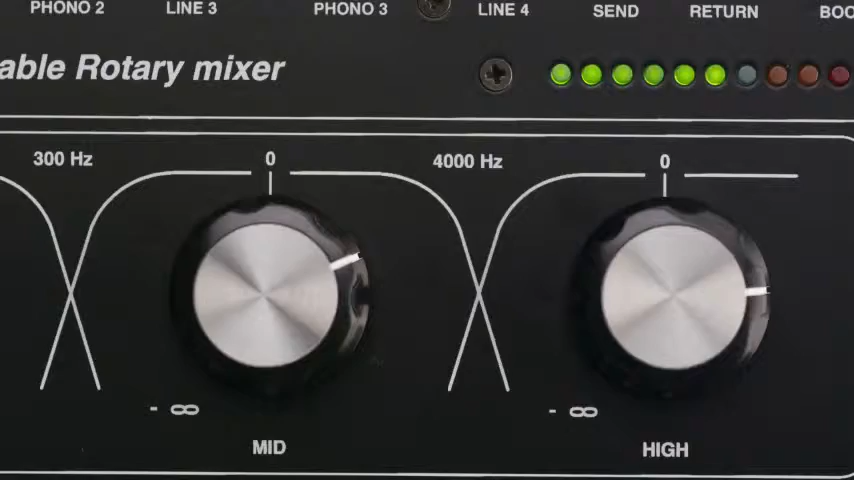 PHONO 2 LINE 3 PHONO 3 LINE 4 SEND RETURN
able Rotary mixer
300 Hz 0 4000 Hz 0
- ∞ - ∞
MID HIGH